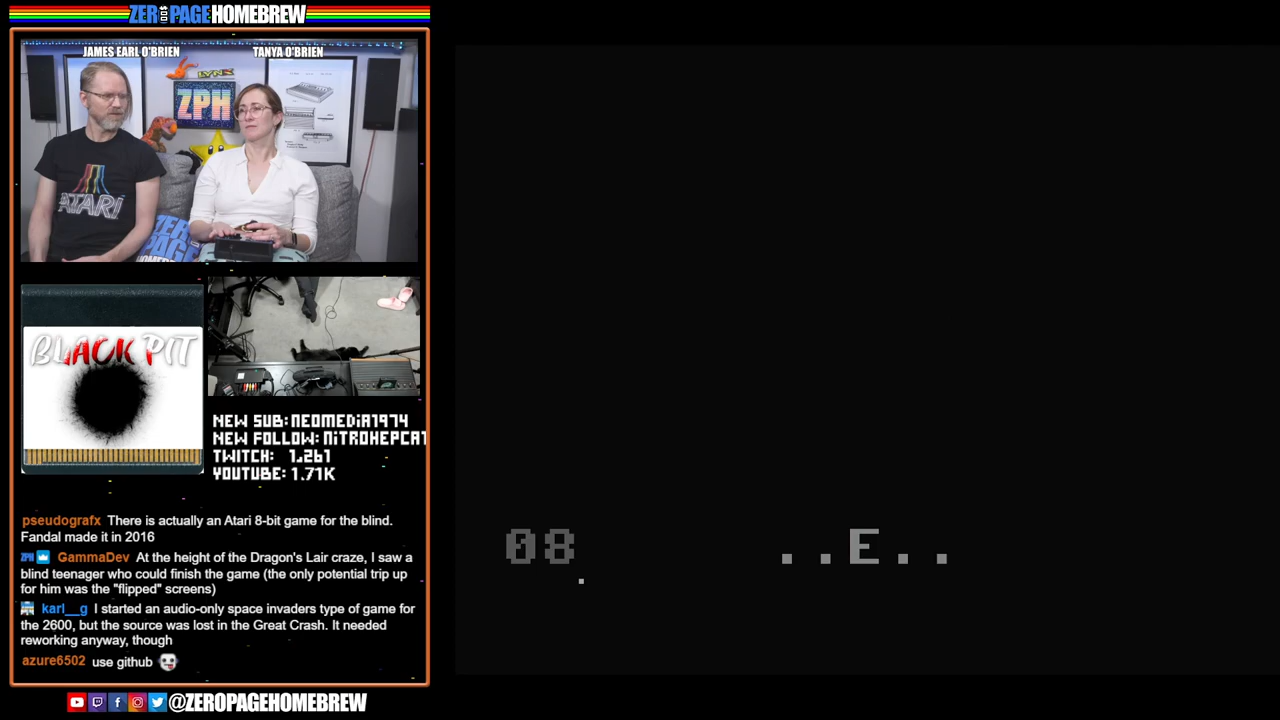 ZEROPAGE HOMEBREW
JAMES EARL O'BRIEN
TANYA O'BRIEN
LYNX
ZPH
ATARI
ZERO
PAGE
BLACK PIT
NEW SUB: NEOMEDIA1974
NEW FOLLOW: NITROHEPCAT
TWITCH: 1,261
YOUTUBE: 1.71K
pseudografx There is actually an Atari 8-bit game for the blind.
Fandal made it in 2016
ZPH GammaDev At the height of the Dragon's Lair craze, I saw a
blind teenager who could finish the game (the only potential trip up
for him was the "flipped" screens)
karl__g I started an audio-only space invaders type of game for
the 2600, but the source was lost in the Great Crash. It needed
reworking anyway, though
azure6502 use github
@ZEROPAGEHOMEBREW
08 ..E..